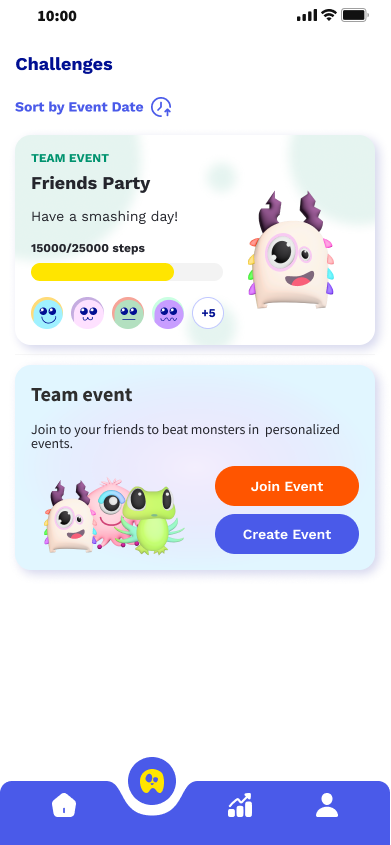 10:00
Challenges
Sort by Event Date
TEAM EVENT
Friends Party
Have a smashing day!
15000/25000 steps
+5
Team event
Join to your friends to beat monsters in  personalized
events.
Join Event
Create Event